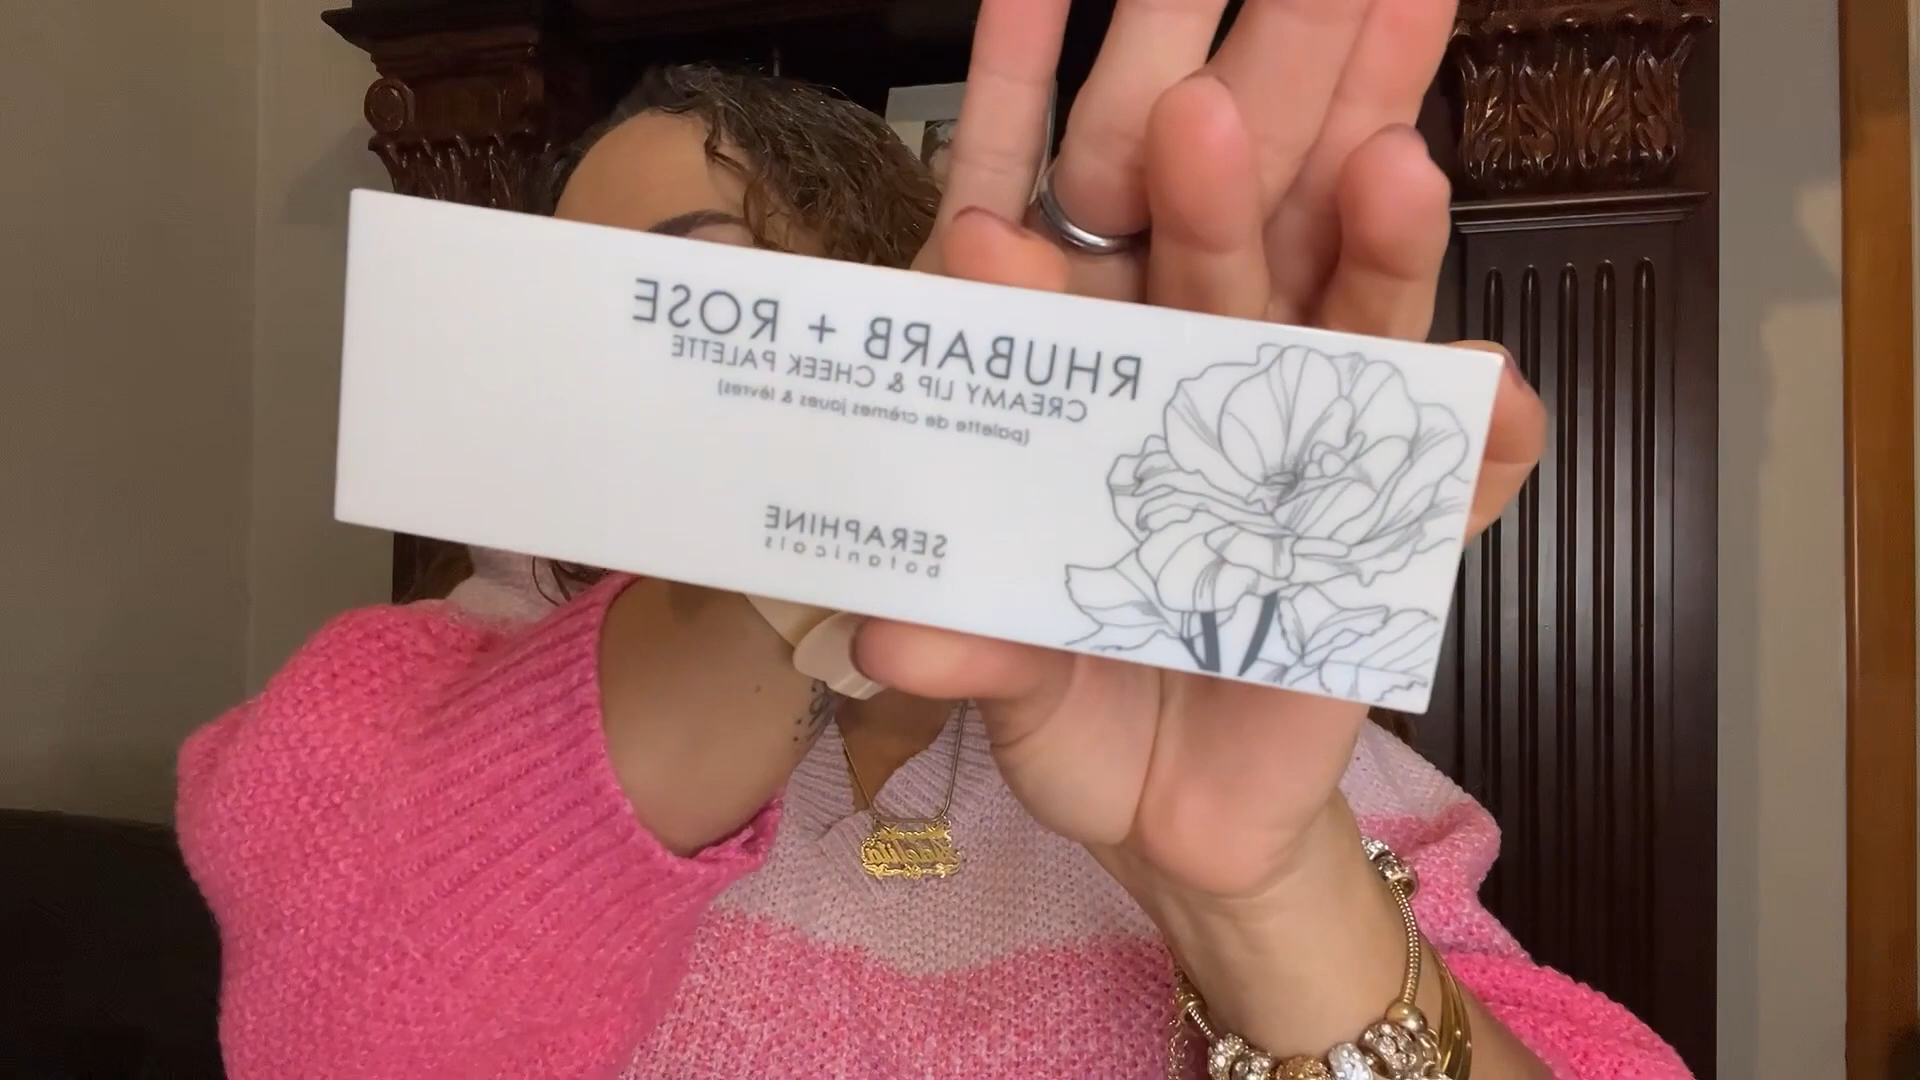 RHUBARB + ROSE
CREAMY LIP & CHEEK PALETTE
(palette de crèmes joues & lèvres)
SERAPHINE
botanicals